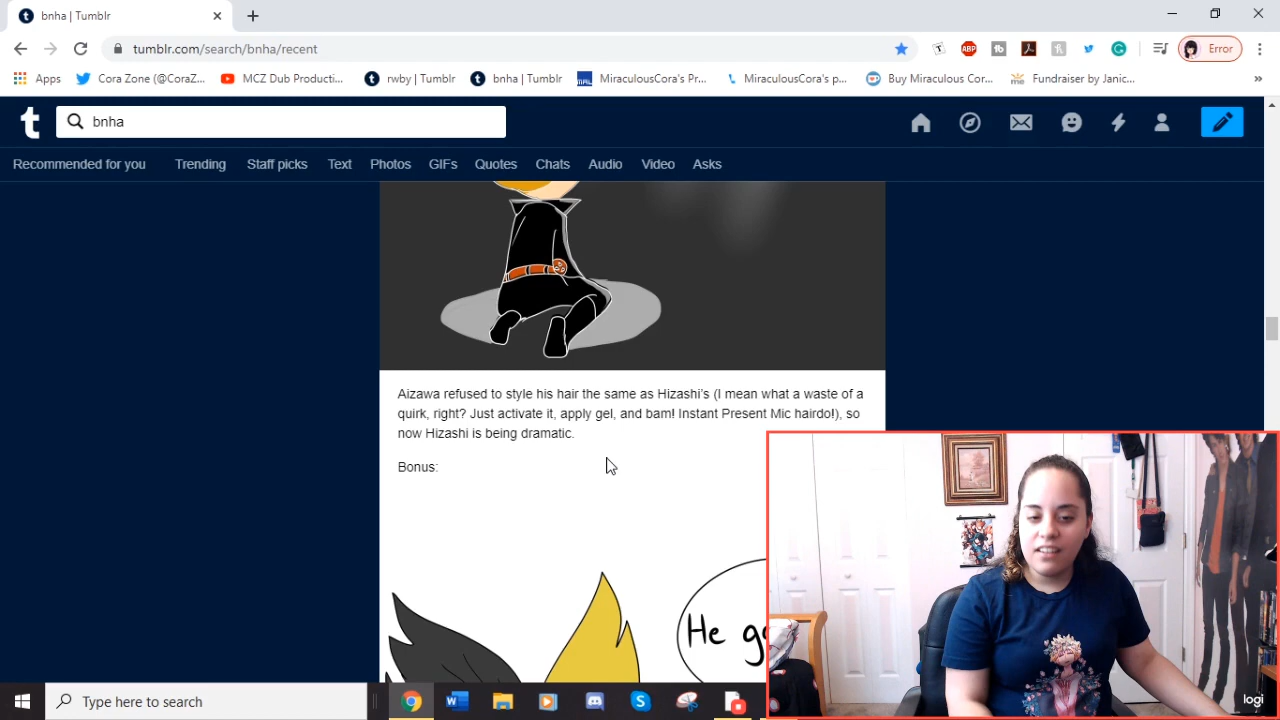 bnha | Tumblr
tumblr.com/search/bnha/recent
Error
Apps
Cora Zone (@CoraZ...
MCZ Dub Producti...
rwby | Tumblr
bnha | Tumblr
MiraculousCora's Pr...
MiraculousCora's p...
Buy Miraculous Cor...
Fundraiser by Janic...
bnha
Recommended for you Trending Staff picks Text Photos GIFs Quotes Chats Audio Video Asks
Aizawa refused to style his hair the same as Hizashi's (I mean what a waste of a
quirk, right? Just activate it, apply gel, and bam! Instant Present Mic hairdo!), so
now Hizashi is being dramatic.
Bonus:
He
Type here to search
logi